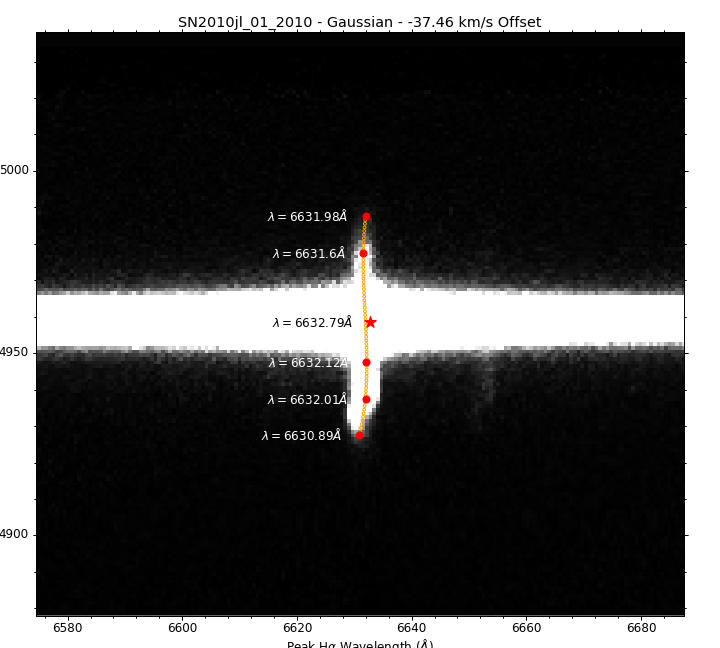 SN2010jl_01_2010 - Gaussian - -37.46 km/s Offset
5000
λ = 6631.98Å
λ = 6631.6Å
λ = 6632.79Å
4950
λ = 6632.12Å
λ = 6632.01Å
λ = 6630.89Å
4900
6580 6600 6620 6640 6660 6680
Peak Hα Wavelength (Å)